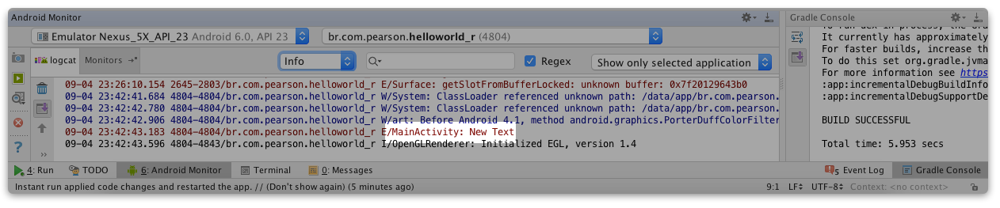 Android Monitor
Emulator Nexus_5X_API_23 Android 6.0, API 23
br.com.pearson.helloworld_r (4804)
logcat
Monitors
Info
Regex
Show only selected application
09-04 23:26:10.154 2645-2803/br.com.pearson.helloworld_r E/Surface: getSlotFromBufferLocked: unknown buffer: 0x7f20129643b0
09-04 23:42:41.684 4804-4804/br.com.pearson.helloworld_r W/System: ClassLoader referenced unknown path: /data/app/br.com.pearson.
09-04 23:42:42.780 4804-4804/br.com.pearson.helloworld_r W/System: ClassLoader referenced unknown path: /data/app/br.com.pearson.
09-04 23:42:42.906 4804-4804/br.com.pearson.helloworld_r W/art: Before Android 4.1, method android.graphics.PorterDuffColorFilter
09-04 23:42:43.183 4804-4804/br.com.pearson.helloworld_r E/MainActivity: New Text
09-04 23:42:43.596 4804-4843/br.com.pearson.helloworld_r I/OpenGLRenderer: Initialized EGL, version 1.4
Gradle Console
It currently has approximately
For faster builds, increase th
To do this set org.gradle.jvma
For more information see https
:app:incrementalDebugBuildInfo
:app:incrementalDebugSupportDe
BUILD SUCCESSFUL
Total time: 5.953 secs
4: Run
TODO
6: Android Monitor
Terminal
0: Messages
5 Event Log
Gradle Console
Instant run applied code changes and restarted the app. // (Don't show again) (5 minutes ago)
9:1
LF
UTF-8
Context: <no context>